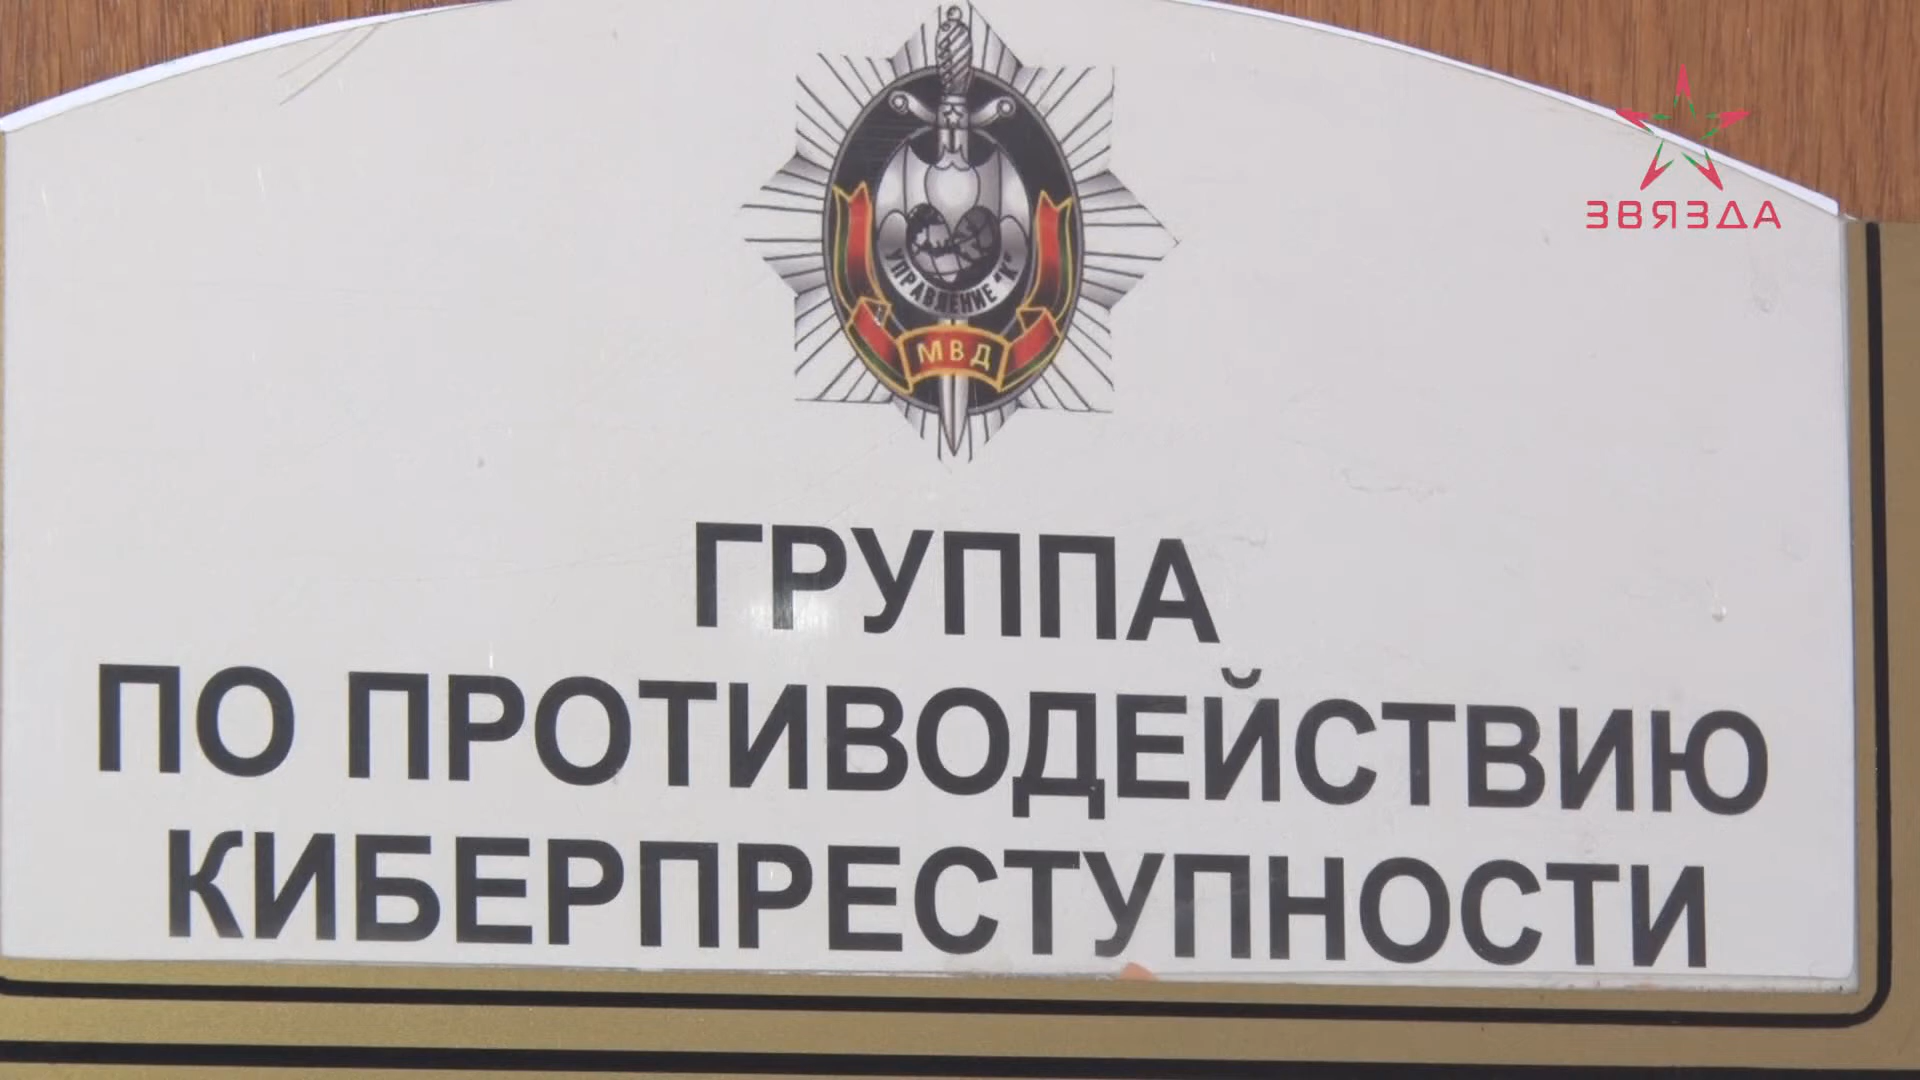 ЗВЯЗДА
УПРАВЛЕНИЕ "К"
МВД
ГРУППА
ПО ПРОТИВОДЕЙСТВИЮ
КИБЕРПРЕСТУПНОСТИ